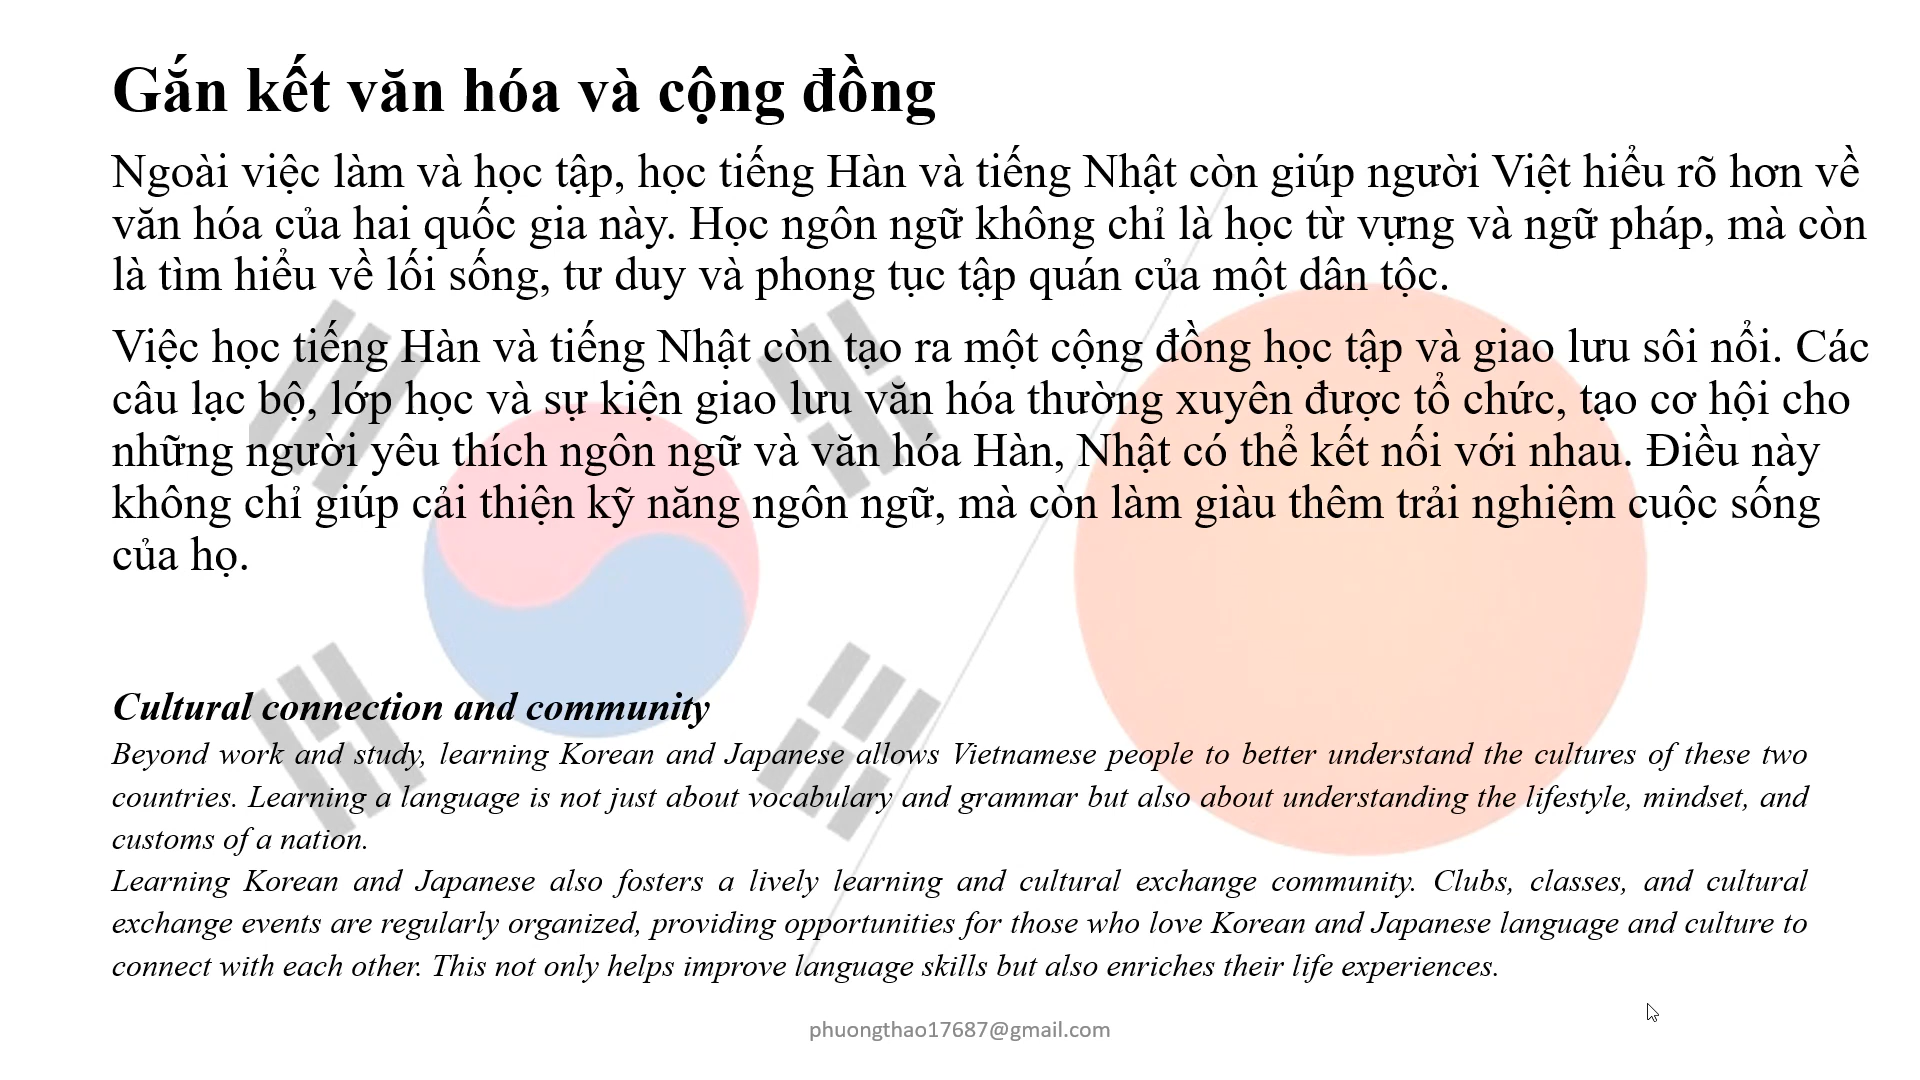 Gắn kết văn hóa và cộng đồng
Ngoài việc làm và học tập, học tiếng Hàn và tiếng Nhật còn giúp người Việt hiểu rõ hơn về
văn hóa của hai quốc gia này. Học ngôn ngữ không chỉ là học từ vựng và ngữ pháp, mà còn
là tìm hiểu về lối sống, tư duy và phong tục tập quán của một dân tộc.
Việc học tiếng Hàn và tiếng Nhật còn tạo ra một cộng đồng học tập và giao lưu sôi nổi. Các
câu lạc bộ, lớp học và sự kiện giao lưu văn hóa thường xuyên được tổ chức, tạo cơ hội cho
những người yêu thích ngôn ngữ và văn hóa Hàn, Nhật có thể kết nối với nhau. Điều này
không chỉ giúp cải thiện kỹ năng ngôn ngữ, mà còn làm giàu thêm trải nghiệm cuộc sống
của họ.
Cultural connection and community
Beyond work and study, learning Korean and Japanese allows Vietnamese people to better understand the cultures of these two
countries. Learning a language is not just about vocabulary and grammar but also about understanding the lifestyle, mindset, and
customs of a nation.
Learning Korean and Japanese also fosters a lively learning and cultural exchange community. Clubs, classes, and cultural
exchange events are regularly organized, providing opportunities for those who love Korean and Japanese language and culture to
connect with each other. This not only helps improve language skills but also enriches their life experiences.
phuongthao17687@gmail.com